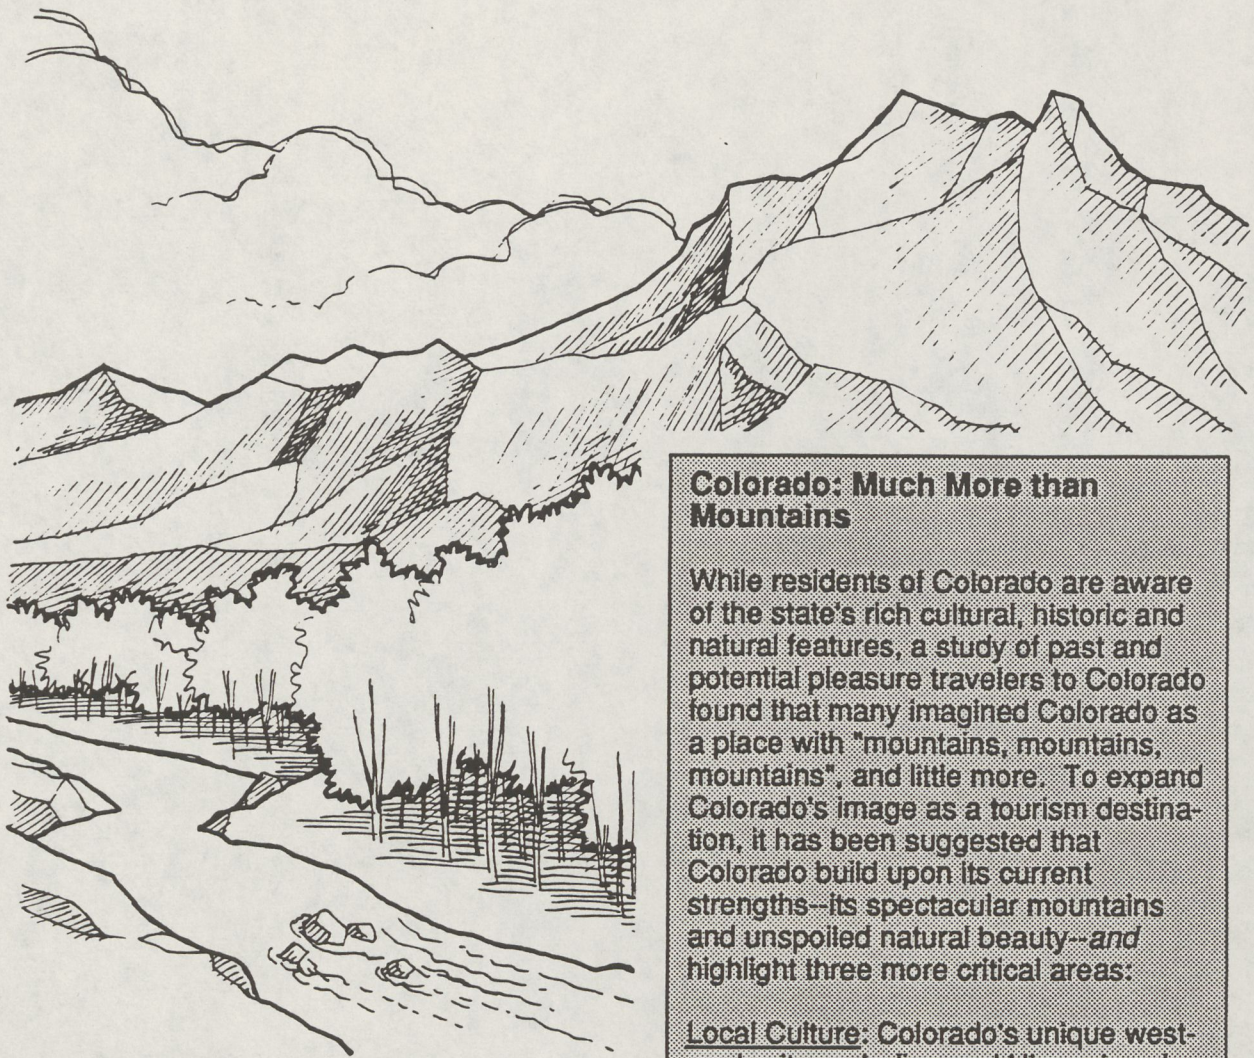 Colorado: Much More than
Mountains
While residents of Colorado are aware
of the state's rich cultural, historic and
natural features, a study of past and
potential pleasure travelers to Colorado
found that many imagined Colorado as
a place with "mountains, mountains,
mountains", and little more. To expand
Colorado's image as a tourism destina-
tion, it has been suggested that
Colorado build upon its current
strengths--its spectacular mountains
and unspoiled natural beauty--and
highlight three more critical areas:
Local Culture: Colorado's unique west-